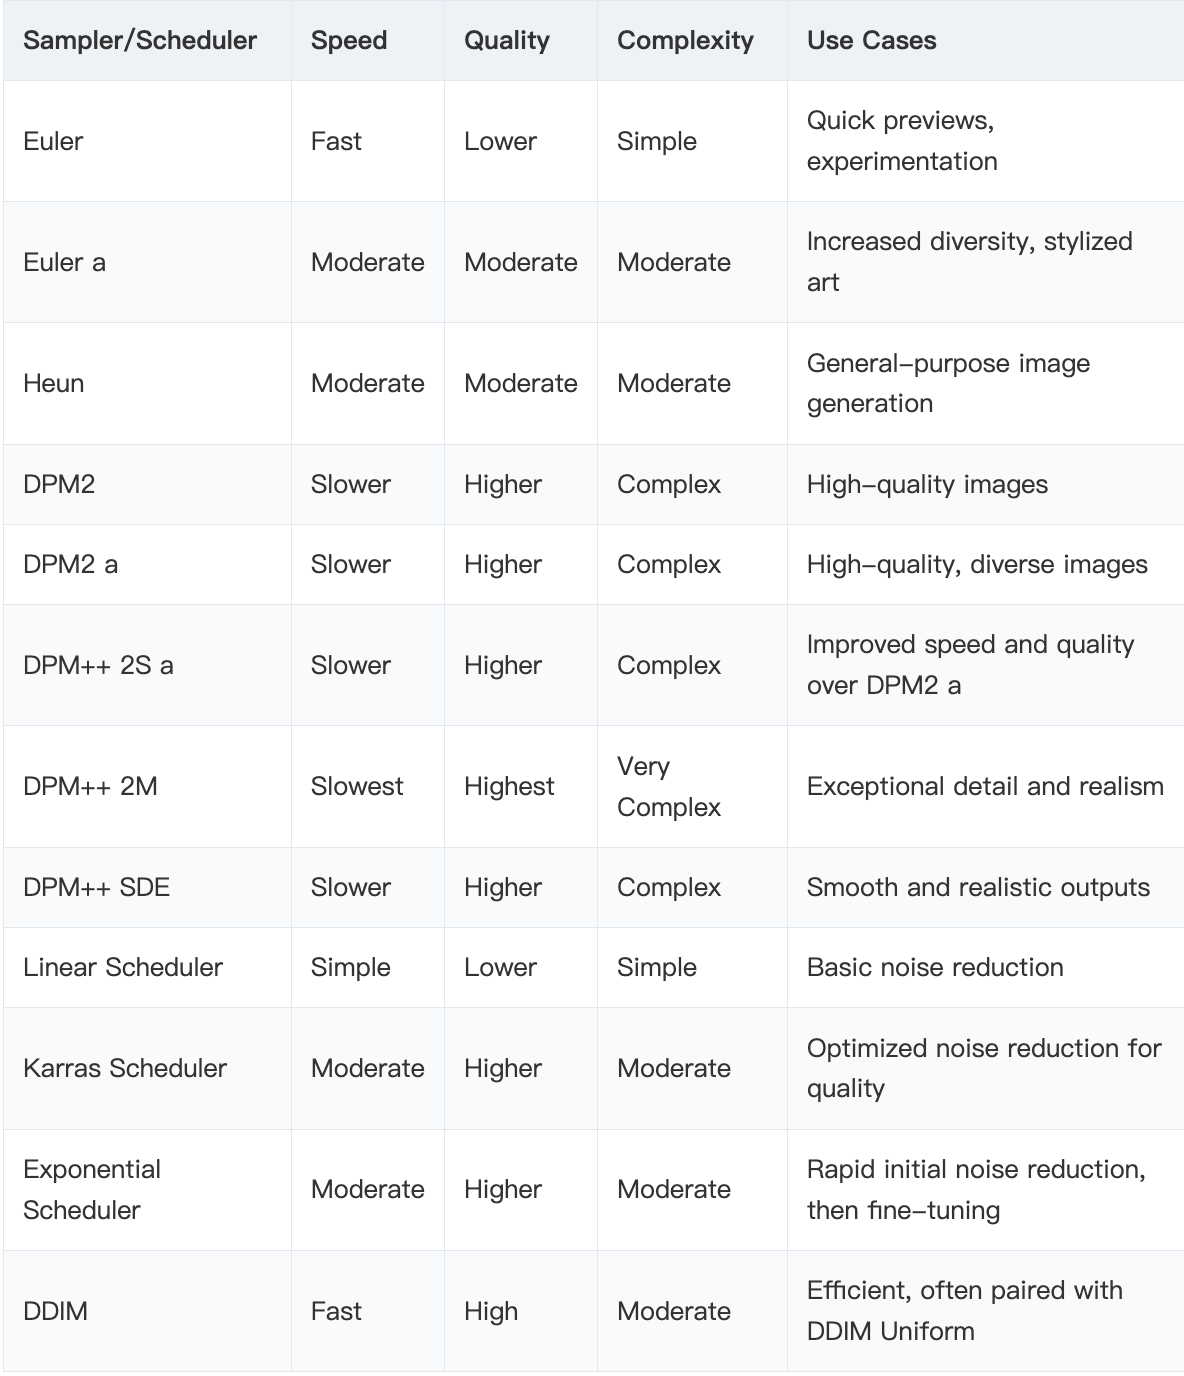 Sampler/Scheduler Speed Quality Complexity Use Cases
Euler Fast Lower Simple Quick previews,
experimentation
Euler a Moderate Moderate Moderate Increased diversity, stylized
art
Heun Moderate Moderate Moderate General–purpose image
generation
DPM2 Slower Higher Complex High–quality images
DPM2 a Slower Higher Complex High–quality, diverse images
DPM++ 2S a Slower Higher Complex Improved speed and quality
over DPM2 a
DPM++ 2M Slowest Highest Very
Complex Exceptional detail and realism
DPM++ SDE Slower Higher Complex Smooth and realistic outputs
Linear Scheduler Simple Lower Simple Basic noise reduction
Karras Scheduler Moderate Higher Moderate Optimized noise reduction for
quality
Exponential
Scheduler Moderate Higher Moderate Rapid initial noise reduction,
then fine–tuning
DDIM Fast High Moderate Efficient, often paired with
DDIM Uniform